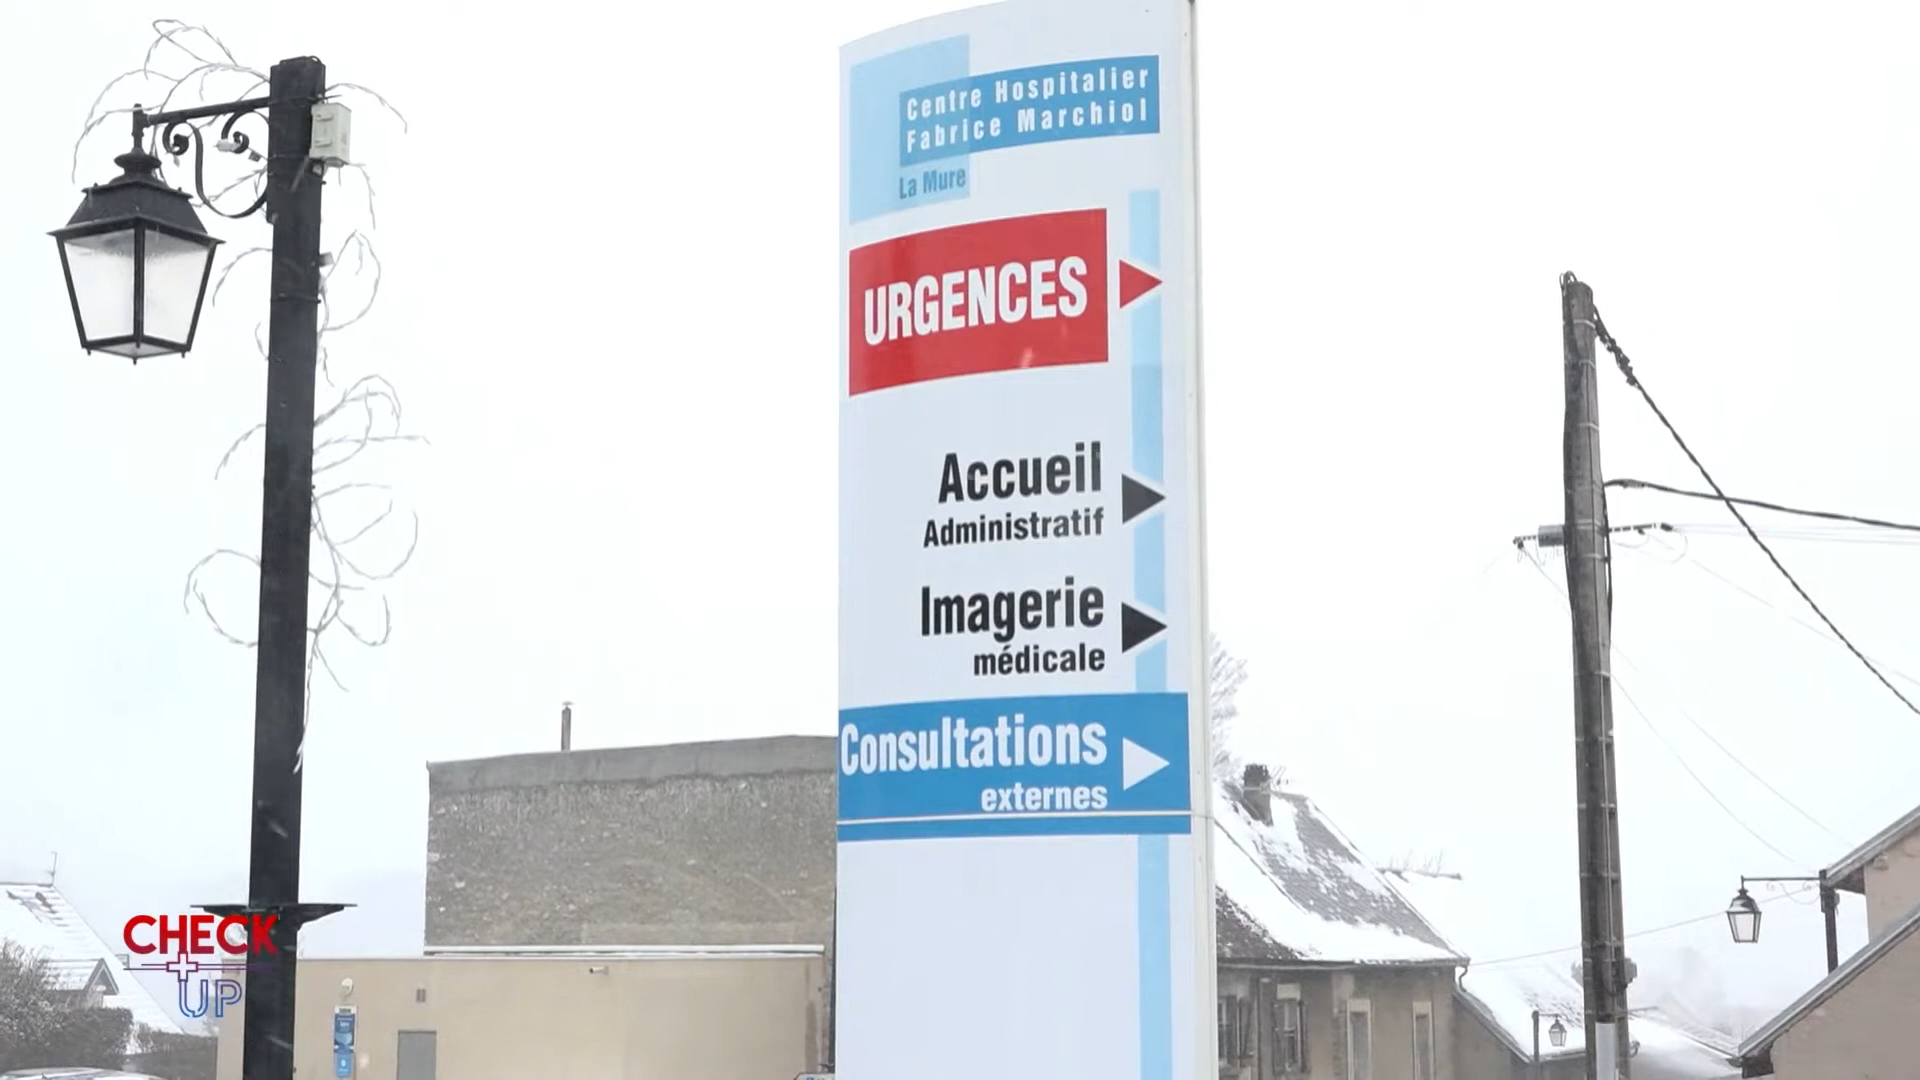 Centre Hospitalier
Fabrice Marchiol
La Mure
URGENCES
Accueil
Administratif
Imagerie
médicale
Consultations
externes
CHECK
UP